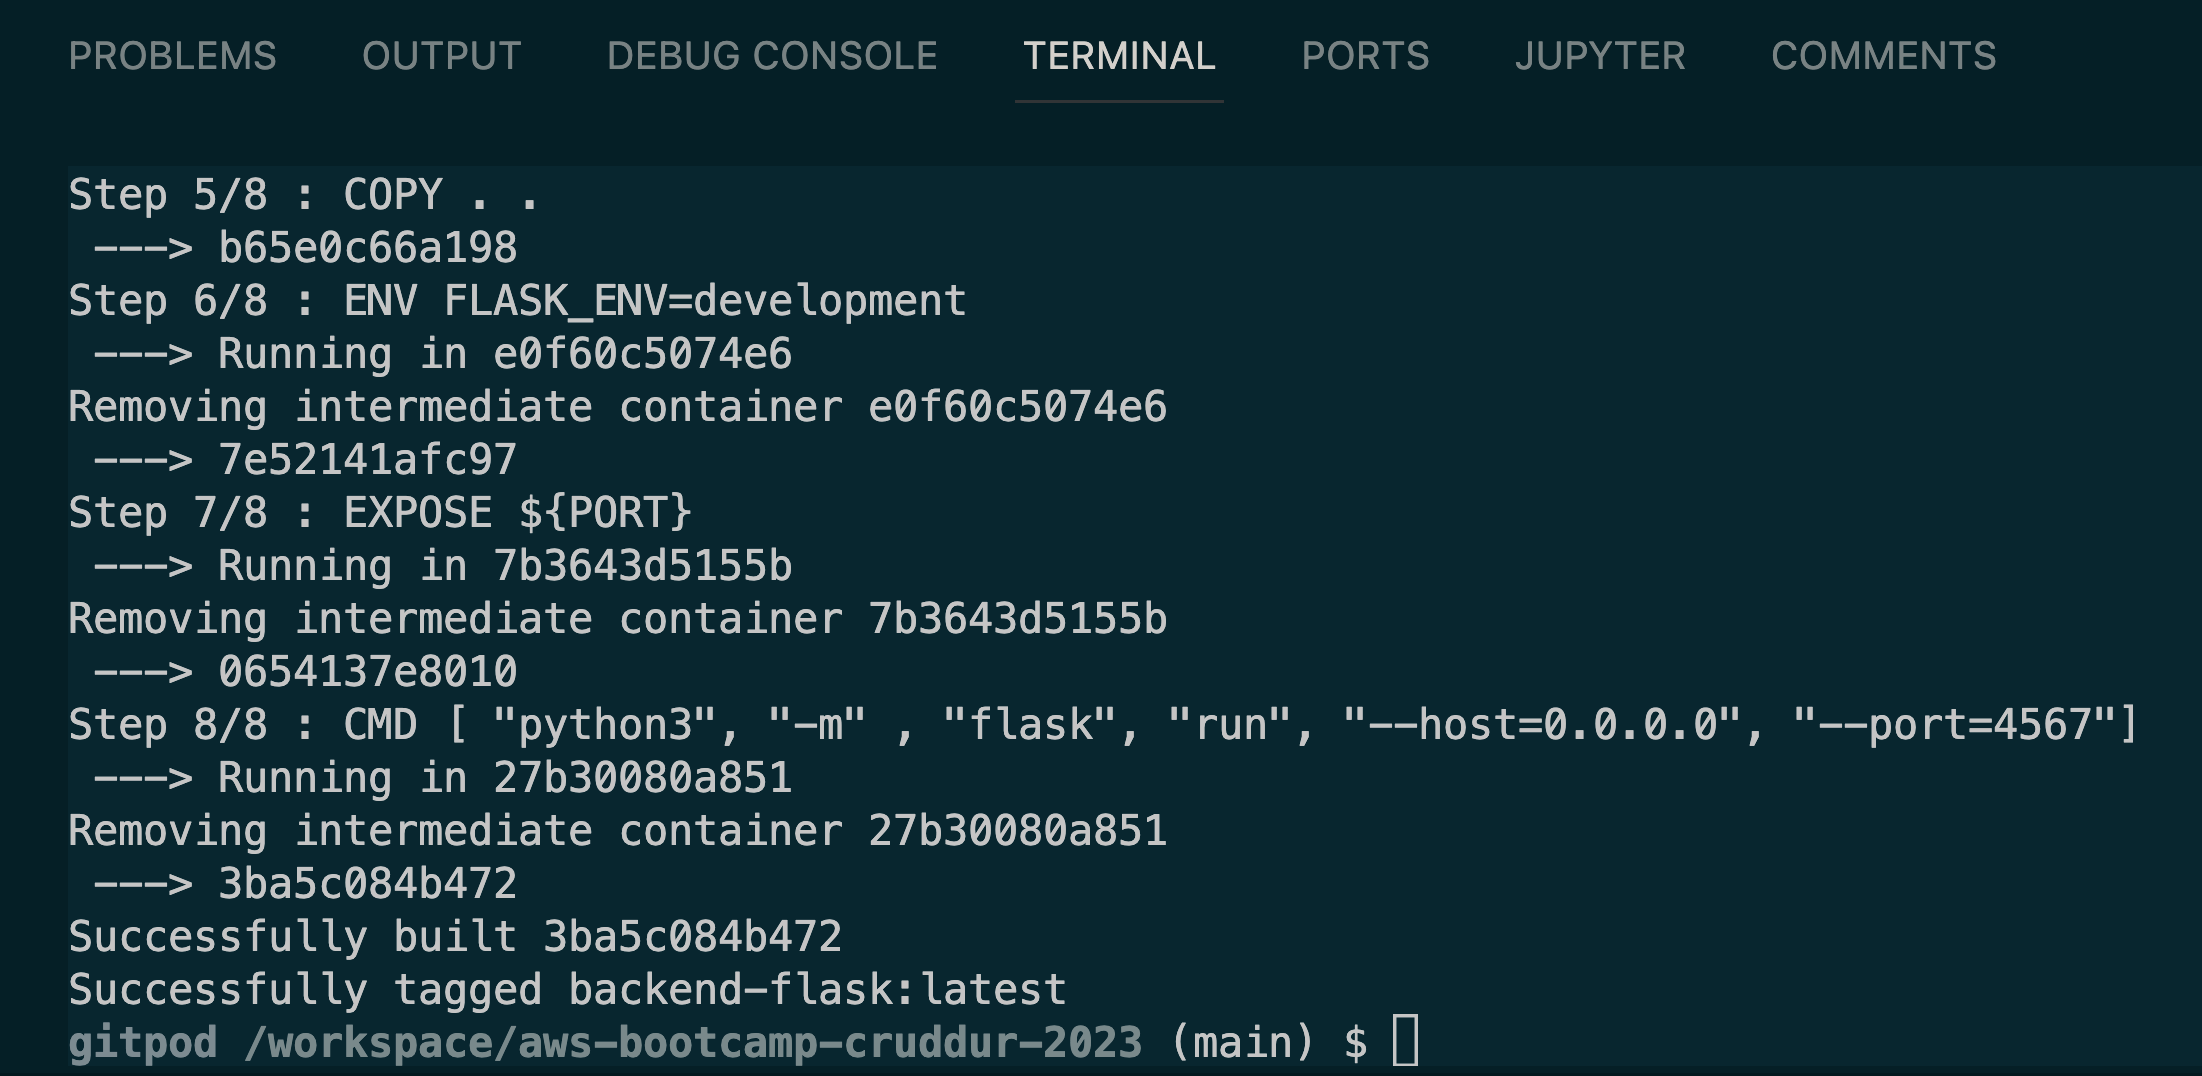 PROBLEMS OUTPUT DEBUG CONSOLE TERMINAL PORTS JUPYTER COMMENTS
Step 5/8 : COPY . .
 ---> b65e0c66a198
Step 6/8 : ENV FLASK_ENV=development
 ---> Running in e0f60c5074e6
Removing intermediate container e0f60c5074e6
 ---> 7e52141afc97
Step 7/8 : EXPOSE ${PORT}
 ---> Running in 7b3643d5155b
Removing intermediate container 7b3643d5155b
 ---> 0654137e8010
Step 8/8 : CMD [ "python3", "-m" , "flask", "run", "--host=0.0.0.0", "--port=4567"]
 ---> Running in 27b30080a851
Removing intermediate container 27b30080a851
 ---> 3ba5c084b472
Successfully built 3ba5c084b472
Successfully tagged backend-flask:latest
gitpod /workspace/aws-bootcamp-cruddur-2023 (main) $